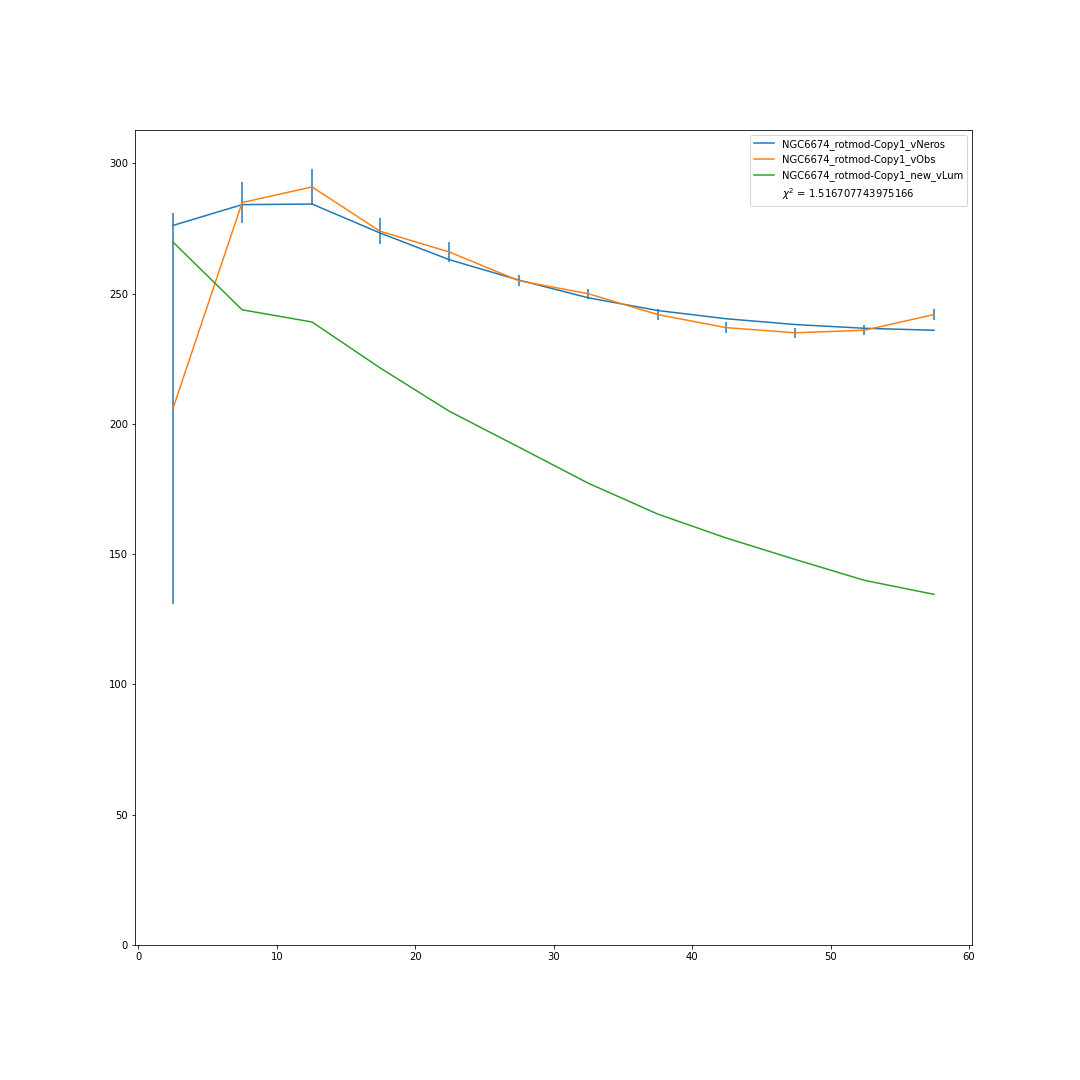 NGC6674_rotmod-Copy1_vNeros
NGC6674_rotmod-Copy1_vObs
NGC6674_rotmod-Copy1_new_vLum
χ² = 1.516707743975166
300
250
200
150
100
50
0
0 10 20 30 40 50 60